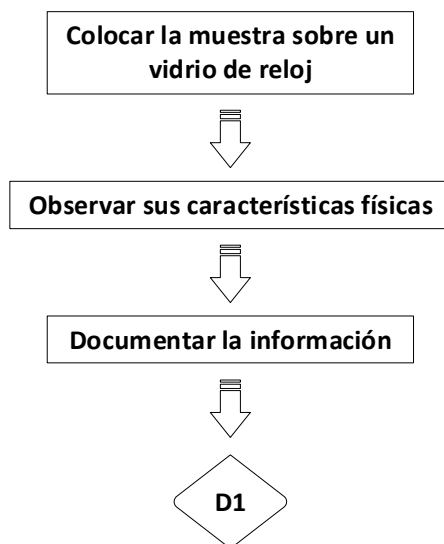 Colocar la muestra sobre un
vidrio de reloj
Observar sus características físicas
Documentar la información
D1